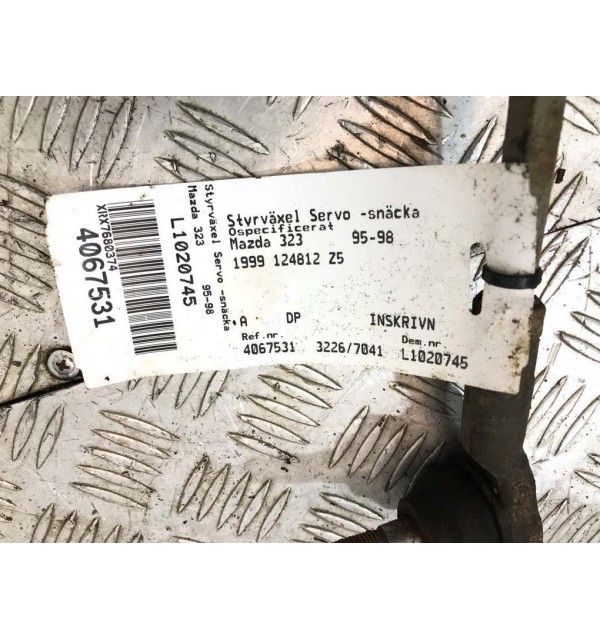 XRX7680374
4067531
Styrväxel Servo -snäcka
Mazda 323 95-98
L1020745
Styrväxel Servo -snäcka
Ospecificerat
Mazda 323 95-98
1999 124812 Z5
.A DP INSKRIVN
Ref.nr. Dem.nr
4067531 3226/7041 L1020745